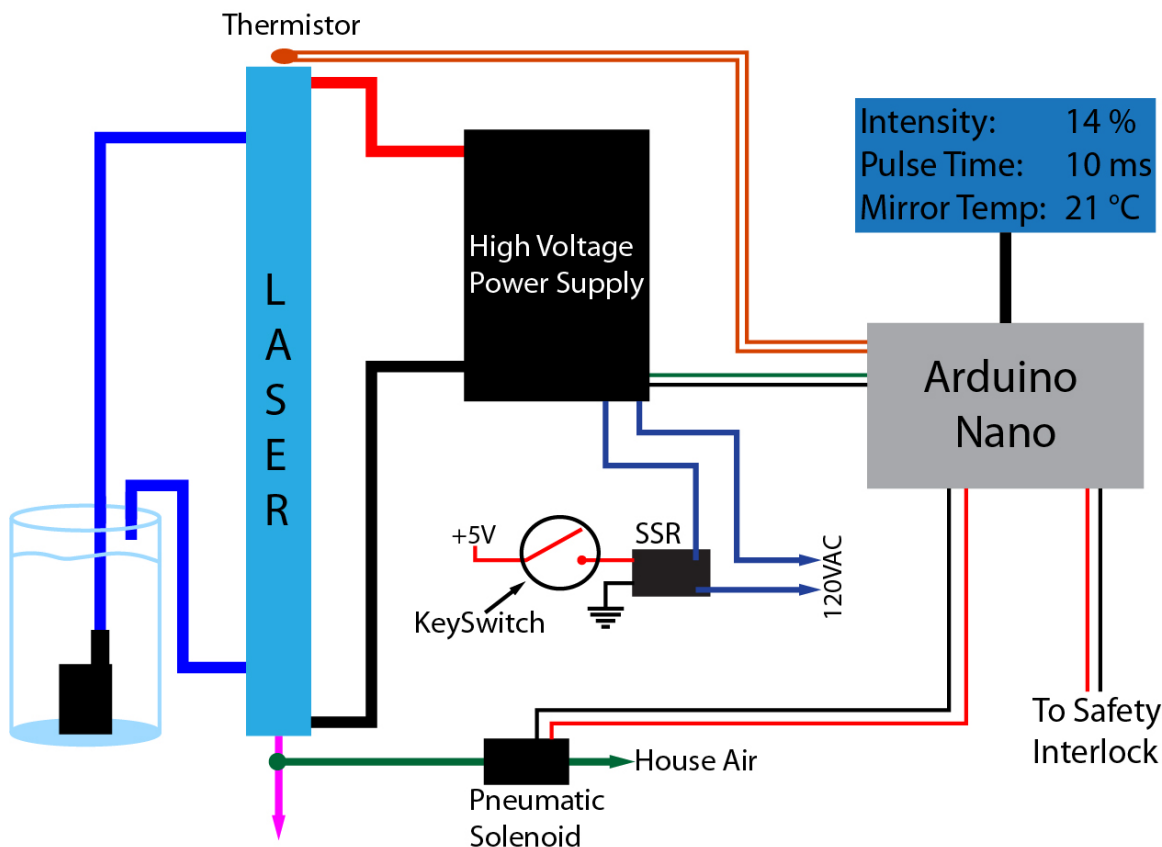 Thermistor
Intensity: 14 %
Pulse Time: 10 ms
Mirror Temp: 21 °C
High Voltage
Power Supply
L
A
S
E
R
Arduino
Nano
+5V
SSR
120VAC
KeySwitch
To Safety
Interlock
House Air
Pneumatic
Solenoid